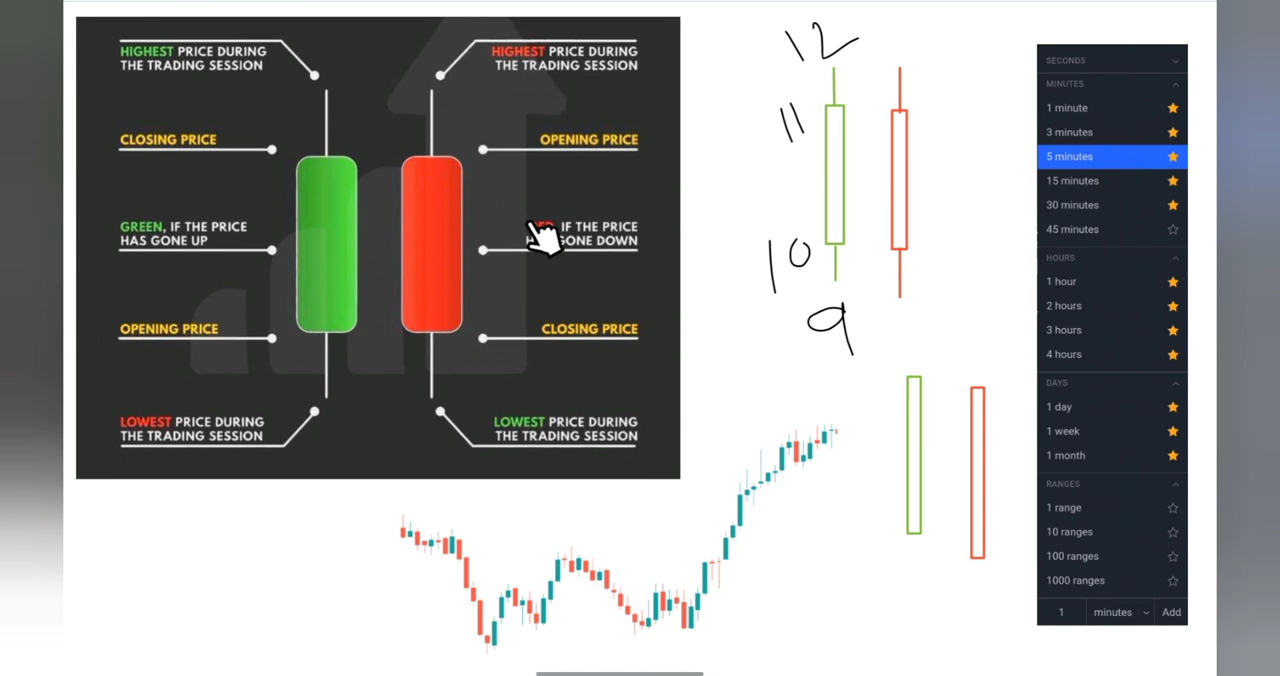 HIGHEST PRICE DURING
THE TRADING SESSION
CLOSING PRICE
GREEN, IF THE PRICE
HAS GONE UP
OPENING PRICE
LOWEST PRICE DURING
THE TRADING SESSION
HIGHEST PRICE DURING
THE TRADING SESSION
OPENING PRICE
IF THE PRICE
GONE DOWN
CLOSING PRICE
LOWEST PRICE DURING
THE TRADING SESSION
12
11
10
9
SECONDS
MINUTES
1 minute
3 minutes
5 minutes
15 minutes
30 minutes
45 minutes
HOURS
1 hour
2 hours
3 hours
4 hours
DAYS
1 day
1 week
1 month
RANGES
1 range
10 ranges
100 ranges
1000 ranges
1 minutes Add